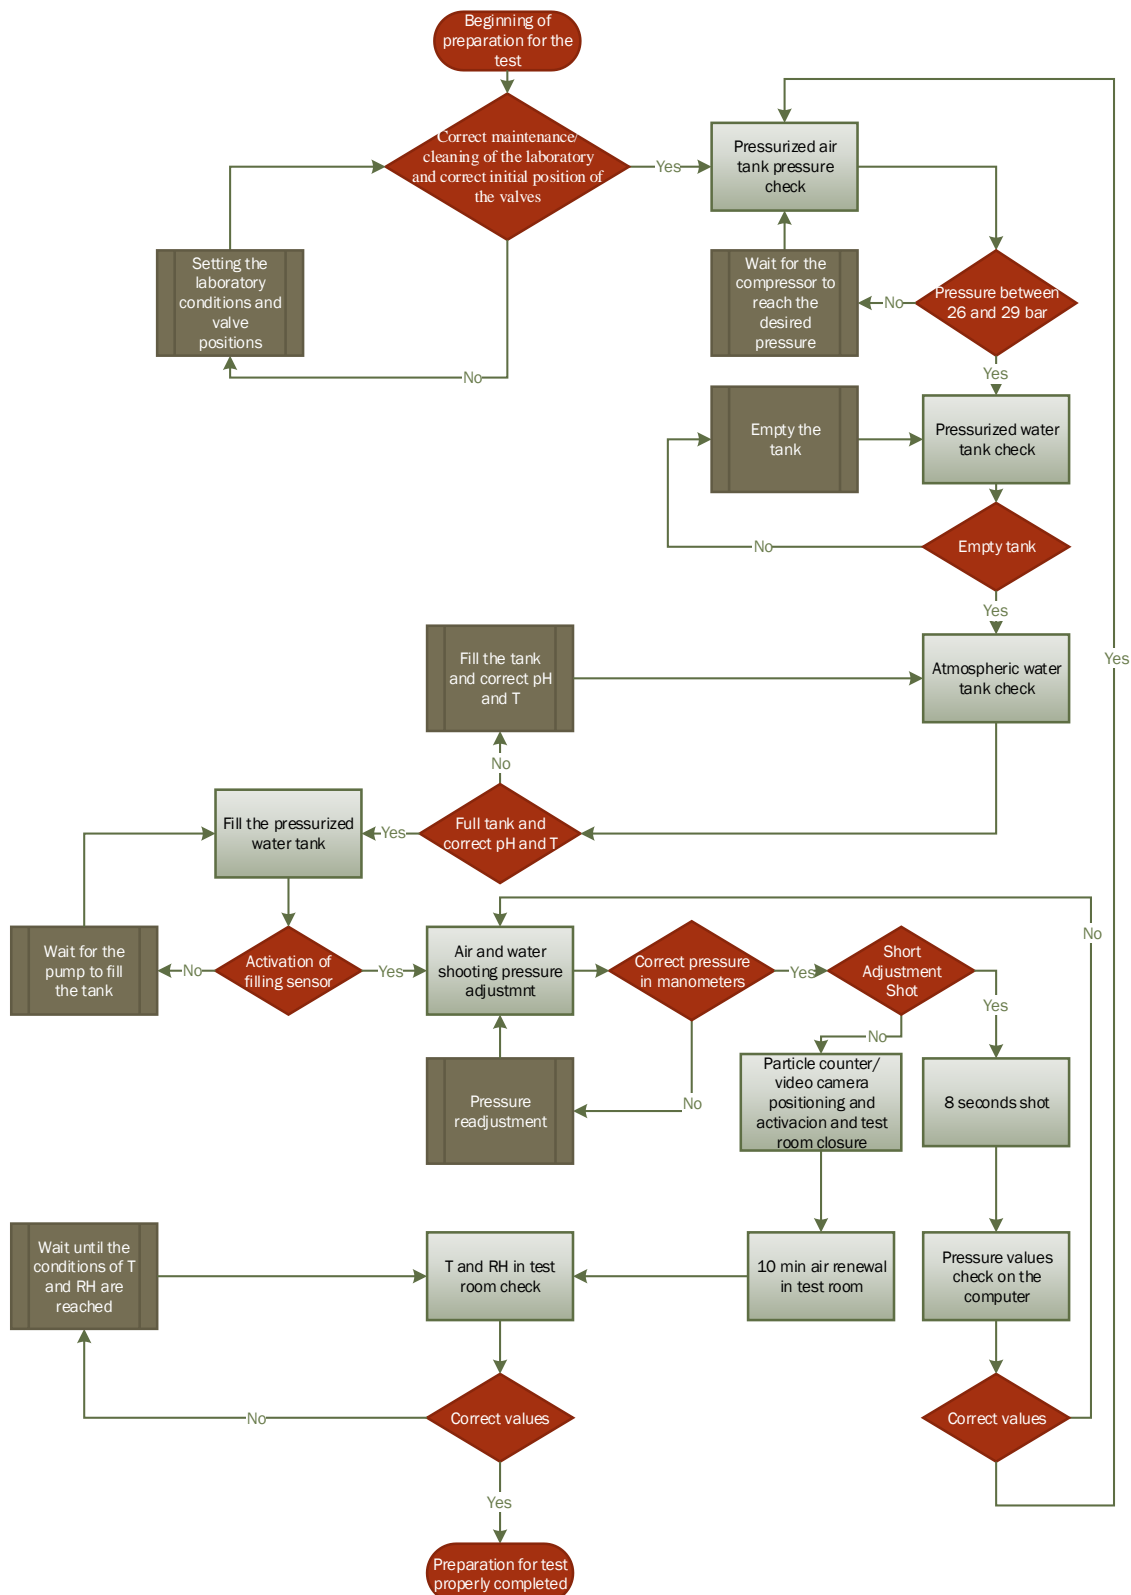 Beginning of
preparation for the
test
Correct maintenance/
cleaning of the laboratory
and correct initial position of
the valves
Yes
Pressurized air
tank pressure
check
Setting the
laboratory
conditions and
valve
positions
No
Wait for the
compressor to
reach the
desired
pressure
No
Pressure between
26 and 29 bar
Yes
Empty the
tank
Pressurized water
tank check
No
Empty tank
Yes
Fill the tank
and correct pH
and T
Atmospheric water
tank check
Yes
No
Fill the pressurized
water tank
Yes
Full tank and
correct pH and T
Wait for the
pump to fill
the tank
No
Activation of
filling sensor
Yes
Air and water
shooting pressure
adjustmnt
Correct pressure
in manometers
Yes
Short
Adjustment
Shot
No
Yes
No
Pressure
readjustment
No
Particle counter/
video camera
positioning and
activacion and test
room closure
8 seconds shot
Wait until the
conditions of T
and RH are
reached
T and RH in test
room check
10 min air renewal
in test room
Pressure values
check on the
computer
No
Correct values
Correct values
Yes
Preparation for test
properly completed